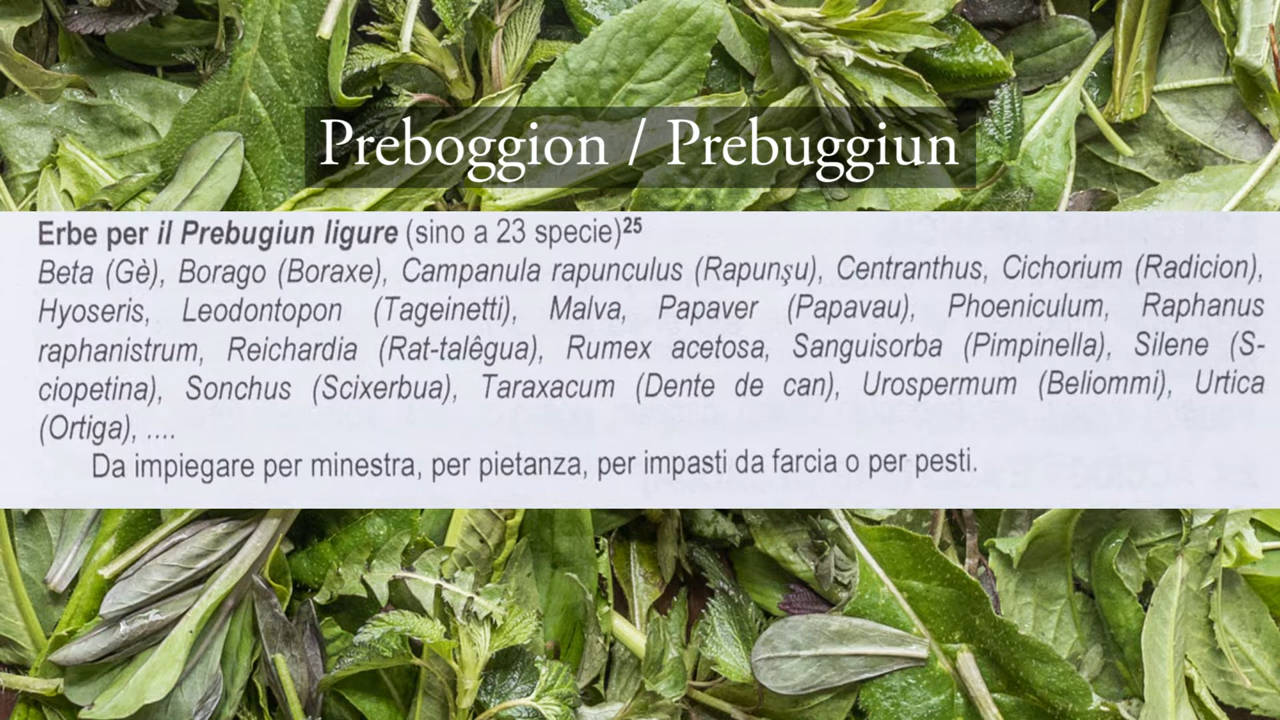 Preboggion / Prebuggiun
Erbe per il Prebugiun ligure (sino a 23 specie)25
Beta (Gè), Borago (Boraxe), Campanula rapunculus (Rapunşu), Centranthus, Cichorium (Radicion),
Hyoseris, Leodontopon (Tageinetti), Malva, Papaver (Papavau), Phoeniculum, Raphanus
raphanistrum, Reichardia (Rat-talêgua), Rumex acetosa, Sanguisorba (Pimpinella), Silene (S-
ciopetina), Sonchus (Scixerbua), Taraxacum (Dente de can), Urospermum (Beliommi), Urtica
(Ortiga), ....
Da impiegare per minestra, per pietanza, per impasti da farcia o per pesti.